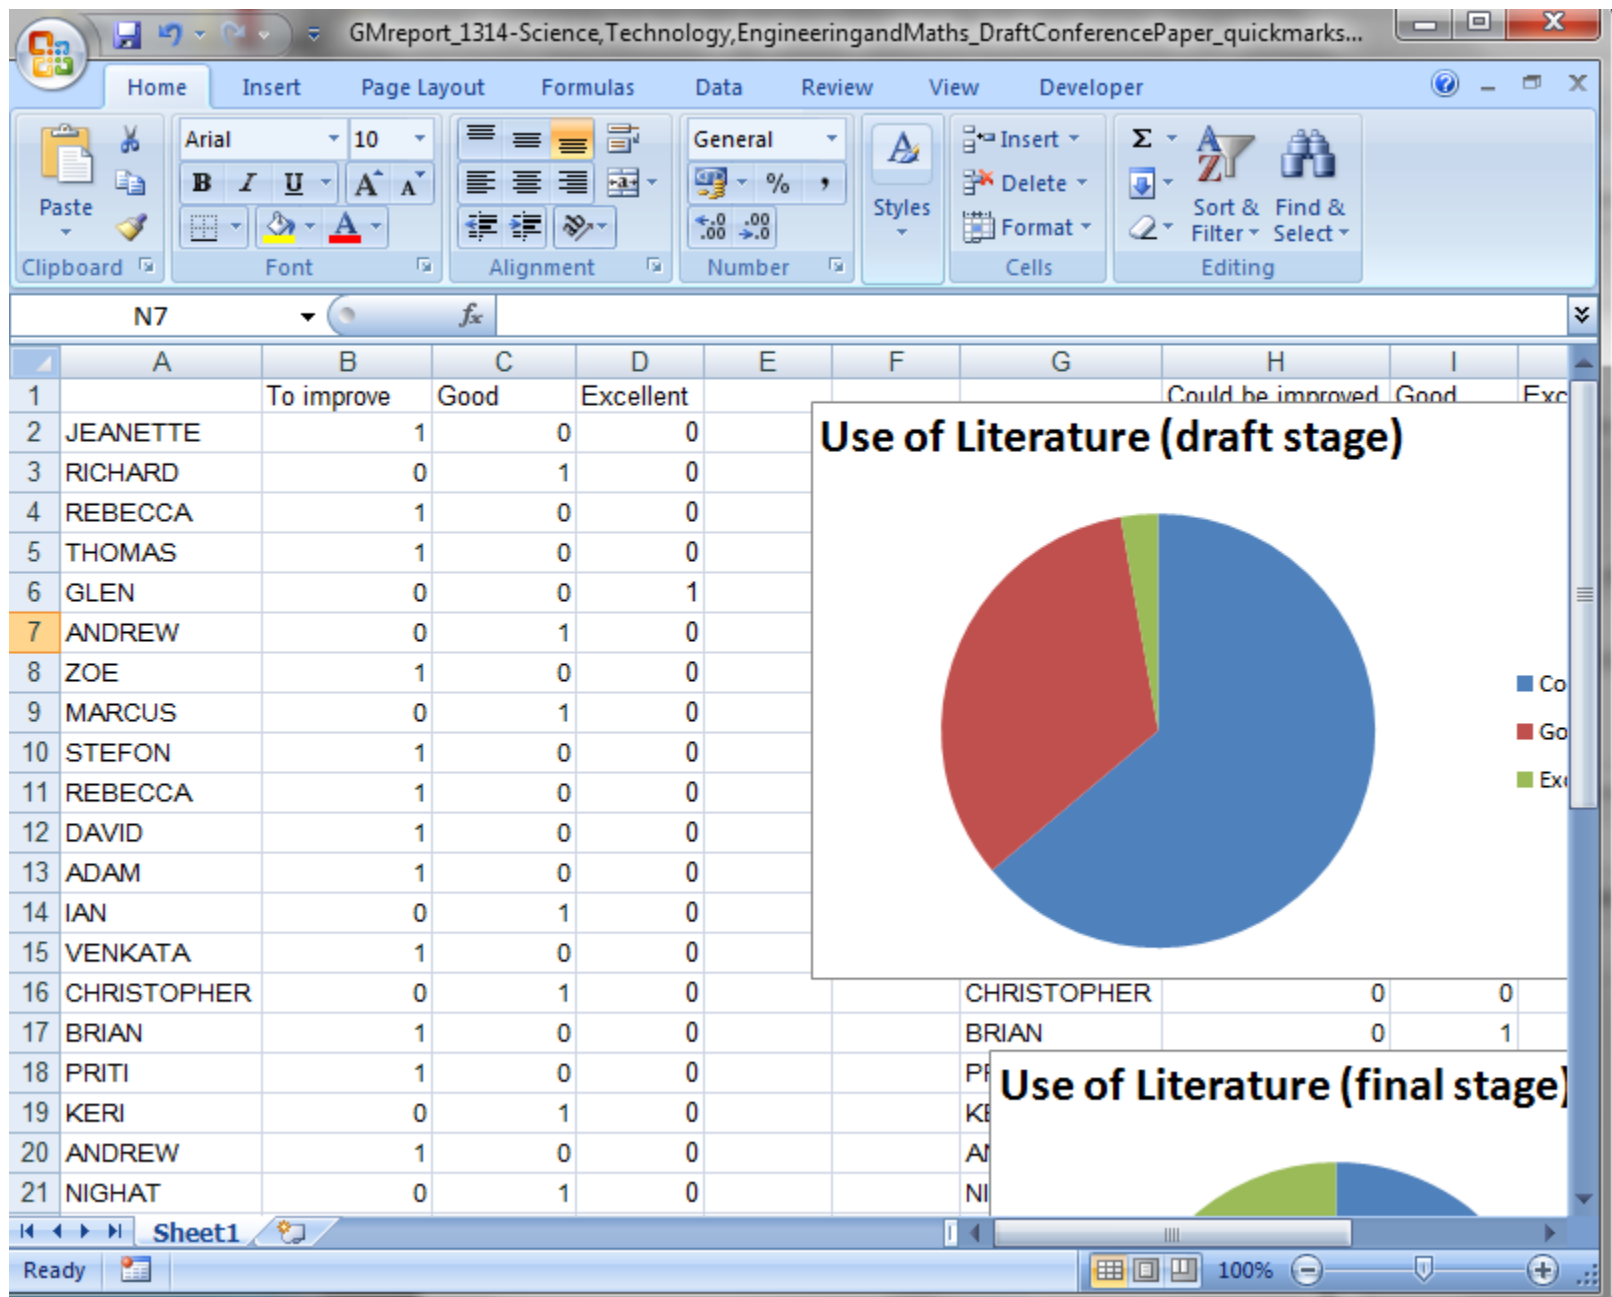 GMreport_1314-Science,Technology,EngineeringandMaths_DraftConferencePaper_quickmarks...
Home Insert Page Layout Formulas Data Review View Developer
Arial 10 General Insert
Paste B I U A A % , Styles Delete Sort & Filter Find & Select
Format
Clipboard Font Alignment Number Cells Editing
N7 fx
A B C D E F G H I
1 To improve Good Excellent Could be improved Good Exc
2 JEANETTE 1 0 0
Use of Literature (draft stage)
3 RICHARD 0 1 0
4 REBECCA 1 0 0
5 THOMAS 1 0 0
6 GLEN 0 0 1
7 ANDREW 0 1 0
8 ZOE 1 0 0
Co
9 MARCUS 0 1 0
Go
10 STEFON 1 0 0
Exc
11 REBECCA 1 0 0
12 DAVID 1 0 0
13 ADAM 1 0 0
14 IAN 0 1 0
15 VENKATA 1 0 0
16 CHRISTOPHER 0 1 0 CHRISTOPHER 0 0
17 BRIAN 1 0 0 BRIAN 0 1
18 PRITI 1 0 0
Use of Literature (final stage)
19 KERI 0 1 0 KE
20 ANDREW 1 0 0 AN
21 NIGHAT 0 1 0 NI
Sheet1
Ready 100%